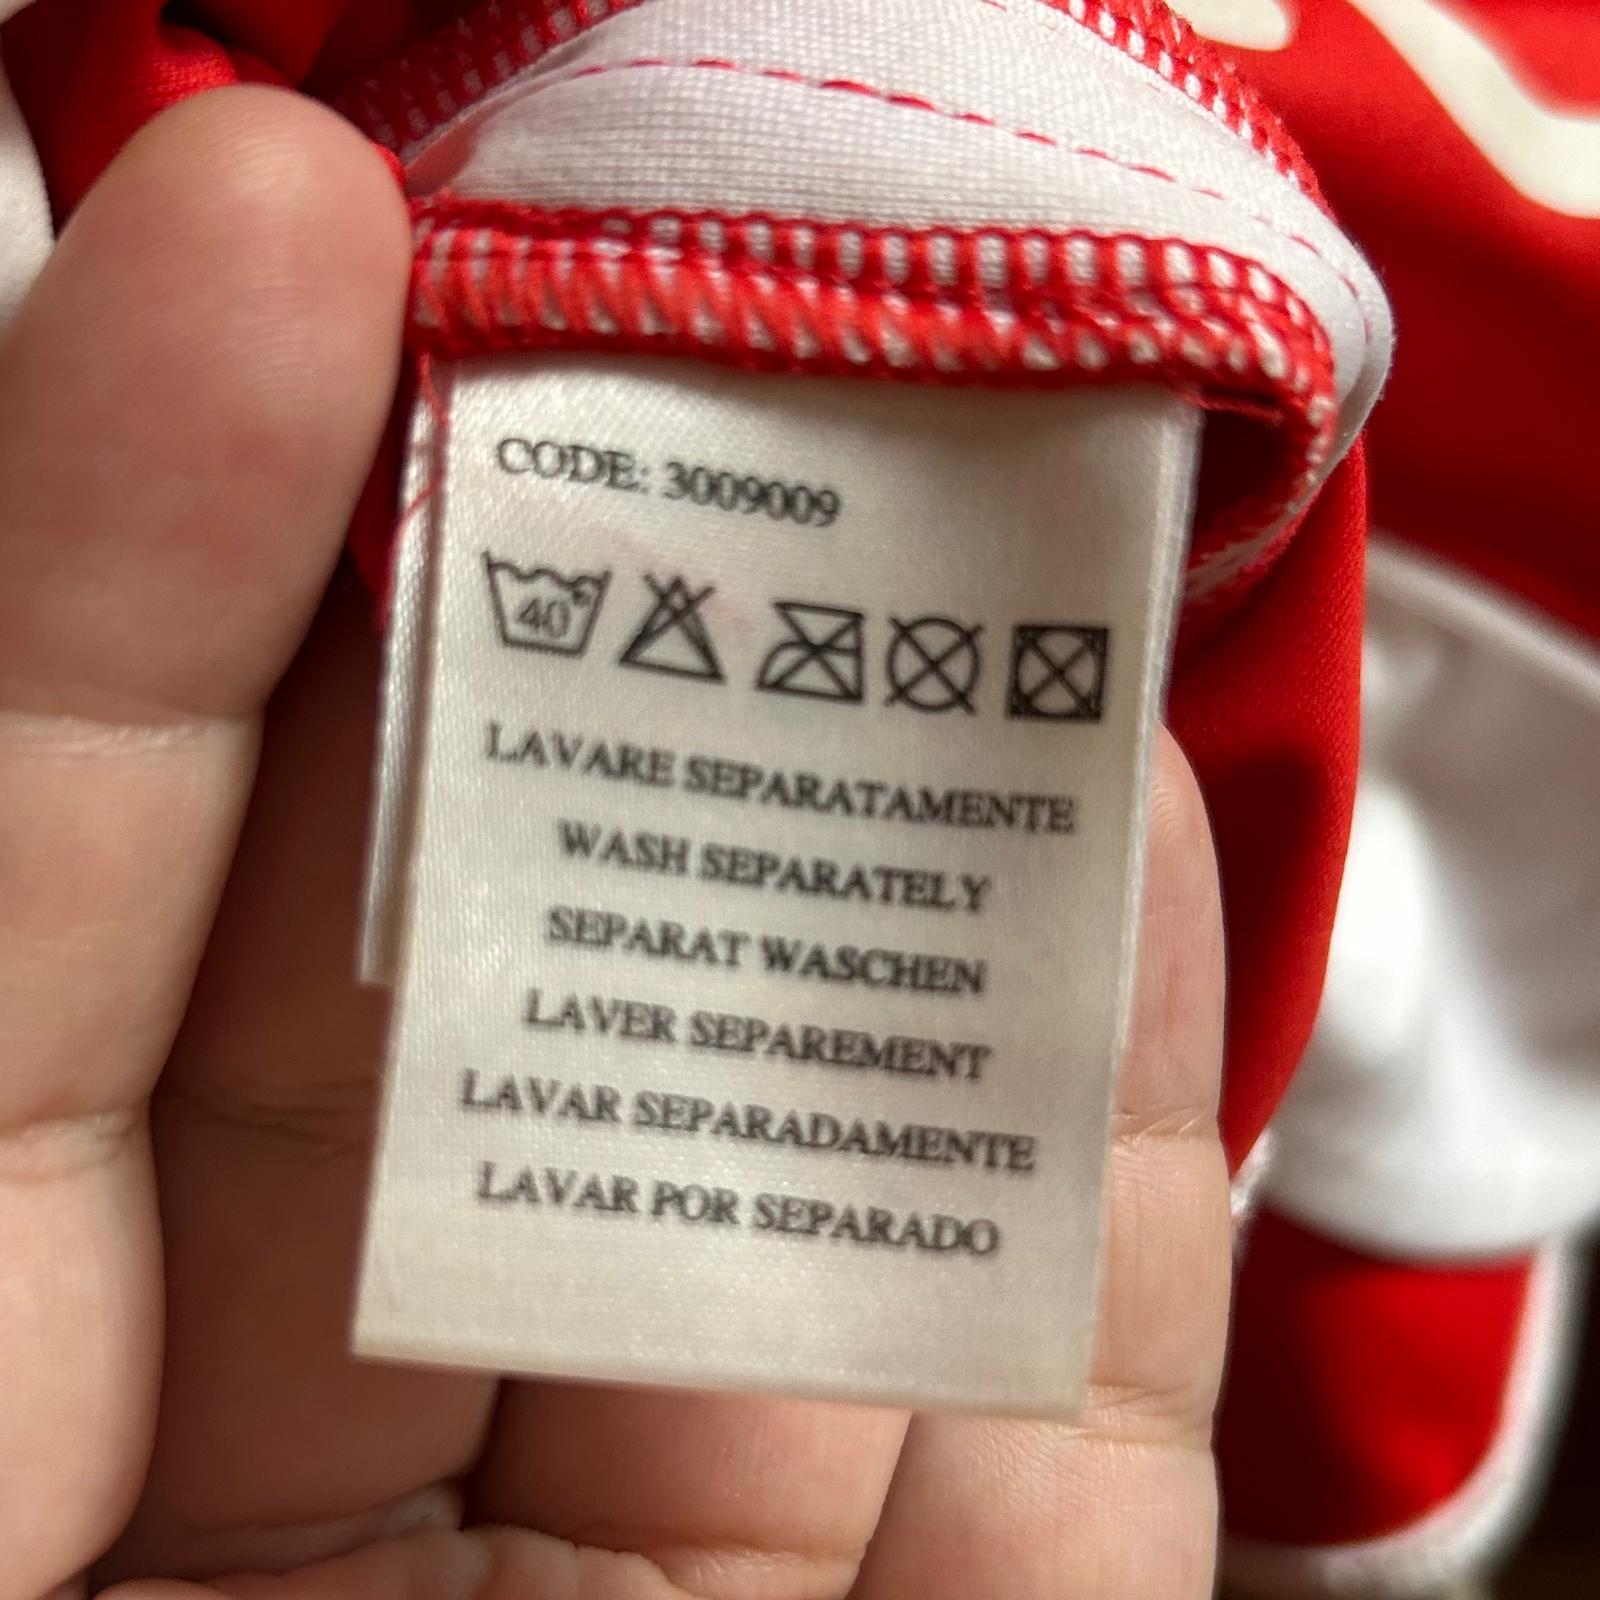 CODE: 3009009
40°
LAVARE SEPARATAMENTE
WASH SEPARATELY
SEPARAT WASCHEN
LAVER SEPAREMENT
LAVAR SEPARADAMENTE
LAVAR POR SEPARADO